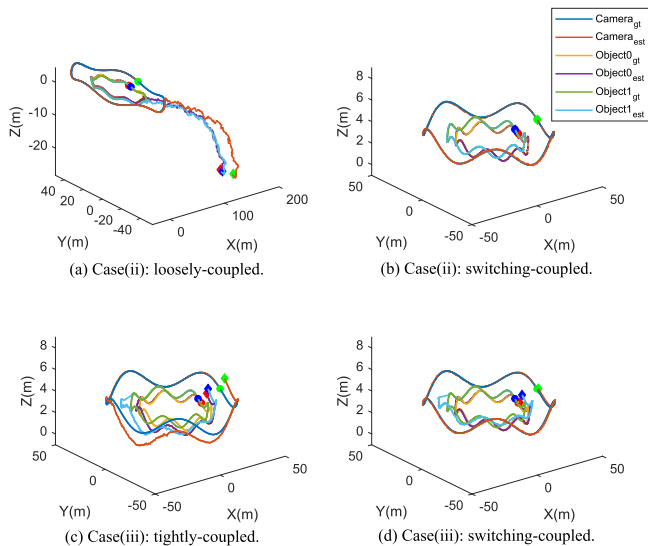 Camera_gt
Camera_est
Object0_gt
Object0_est
Object1_gt
Object1_est
0
-10
-20
Z(m)
40
20
0
-20
-40
Y(m)
0
100
200
X(m)
(a) Case(ii): loosely-coupled.
8
6
4
2
0
Z(m)
50
0
-50
Y(m)
-50
0
50
X(m)
(b) Case(ii): switching-coupled.
8
6
4
2
0
Z(m)
50
0
-50
Y(m)
-50
0
50
X(m)
(c) Case(iii): tightly-coupled.
8
6
4
2
0
Z(m)
50
0
-50
Y(m)
-50
0
50
X(m)
(d) Case(iii): switching-coupled.